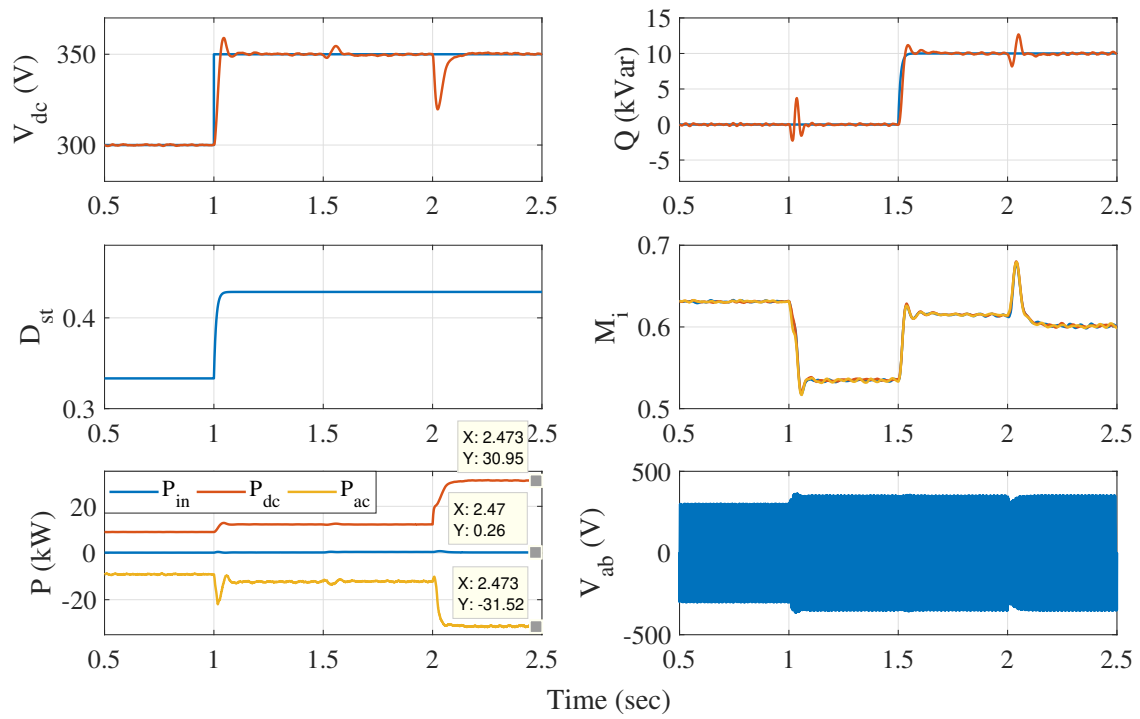 V_dc (V)
350
300
0.5 1 1.5 2 2.5
Q (kVar)
15
10
5
0
-5
0.5 1 1.5 2 2.5
D_st
0.4
0.3
0.5 1 1.5 2 2.5
M_i
0.7
0.6
0.5
0.5 1 1.5 2 2.5
P (kW)
20
0
-20
P_in P_dc P_ac
X: 2.473
Y: 30.95
X: 2.47
Y: 0.26
X: 2.473
Y: -31.52
0.5 1 1.5 2 2.5
V_ab (V)
500
0
-500
0.5 1 1.5 2 2.5
Time (sec)